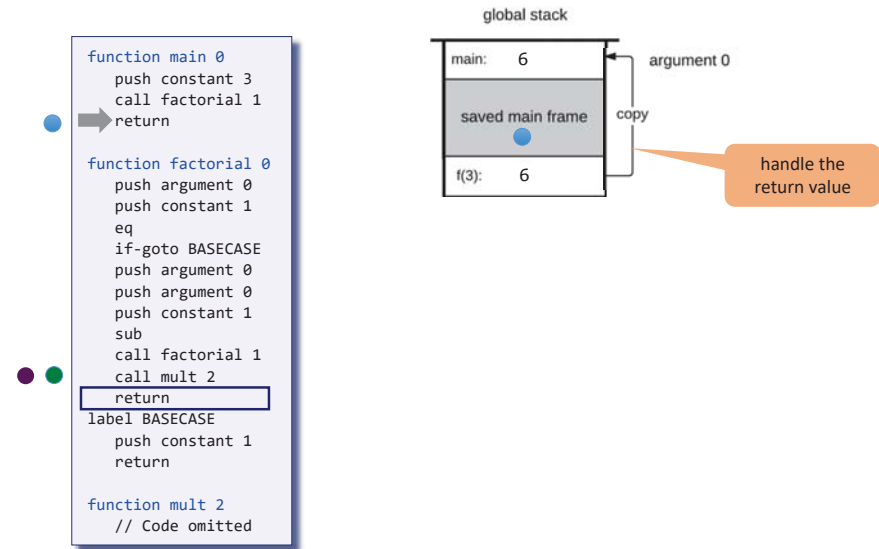 function main 0
push constant 3
call factorial 1
return
function factorial 0
push argument 0
push constant 1
eq
if-goto BASECASE
push argument 0
push argument 0
push constant 1
sub
call factorial 1
call mult 2
return
label BASECASE
push constant 1
return
function mult 2
// Code omitted
global stack
main: 6
argument 0
saved main frame
copy
f(3): 6
handle the
return value